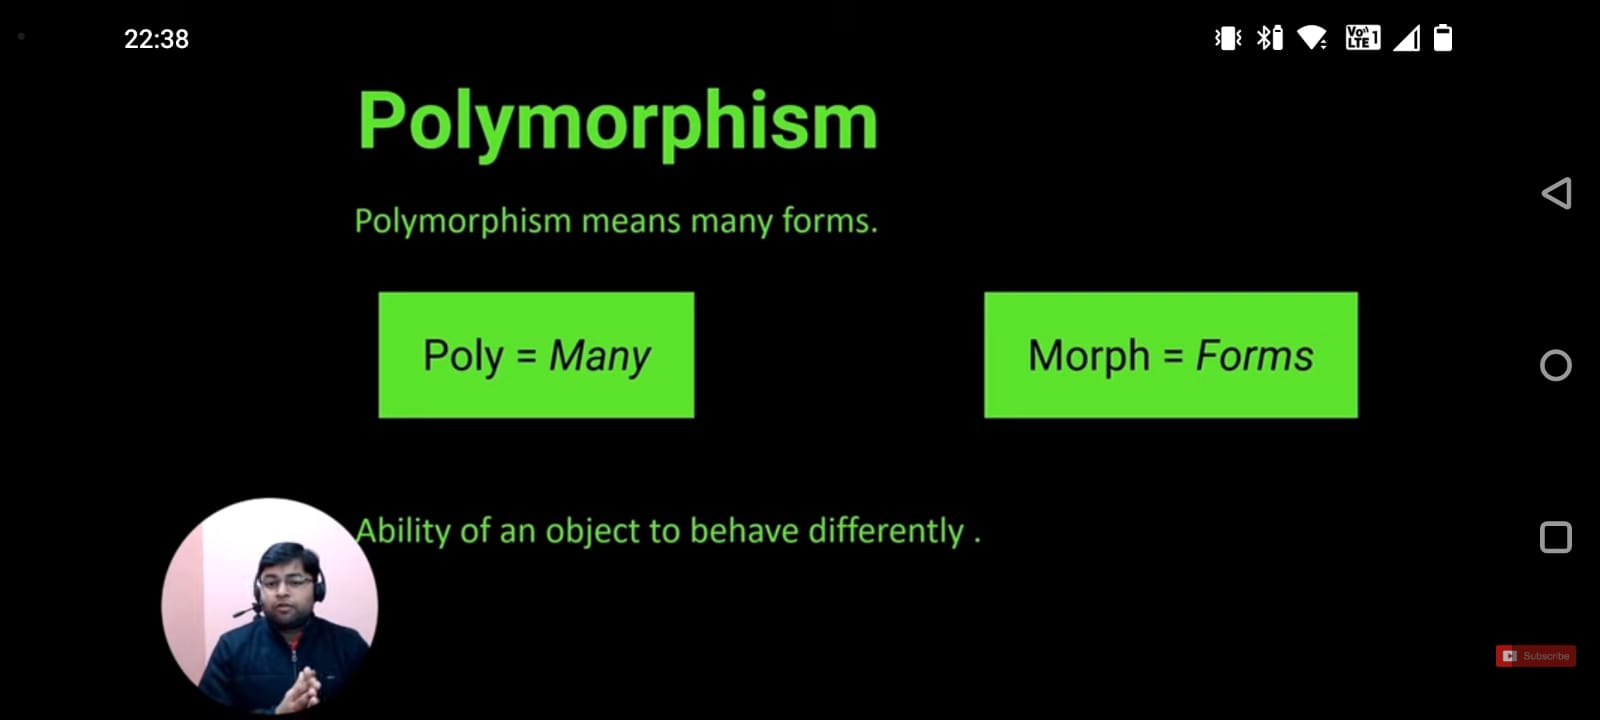 22:38
Vo)) LTE 1
Polymorphism
Polymorphism means many forms.
Poly = Many
Morph = Forms
Ability of an object to behave differently .
Subscribe